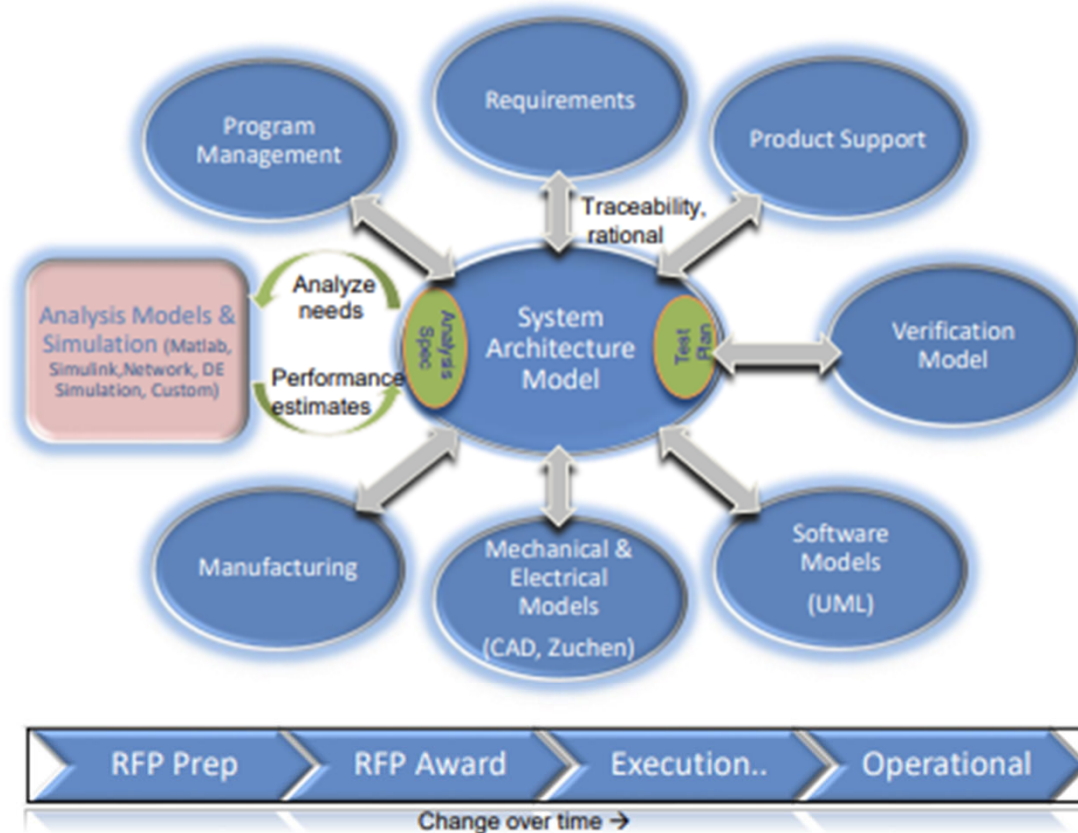 Requirements
Program
Management
Product Support
Traceability,
rational
Analyze
needs
Analysis Models &
Simulation (Matlab,
Simulink,Network, DE
Simulation, Custom)
Performance
estimates
Analysis
Spec
System
Architecture
Model
Test
Plan
Verification
Model
Manufacturing
Mechanical &
Electrical
Models
(CAD, Zuchen)
Software
Models
(UML)
RFP Prep
RFP Award
Execution..
Operational
Change over time →